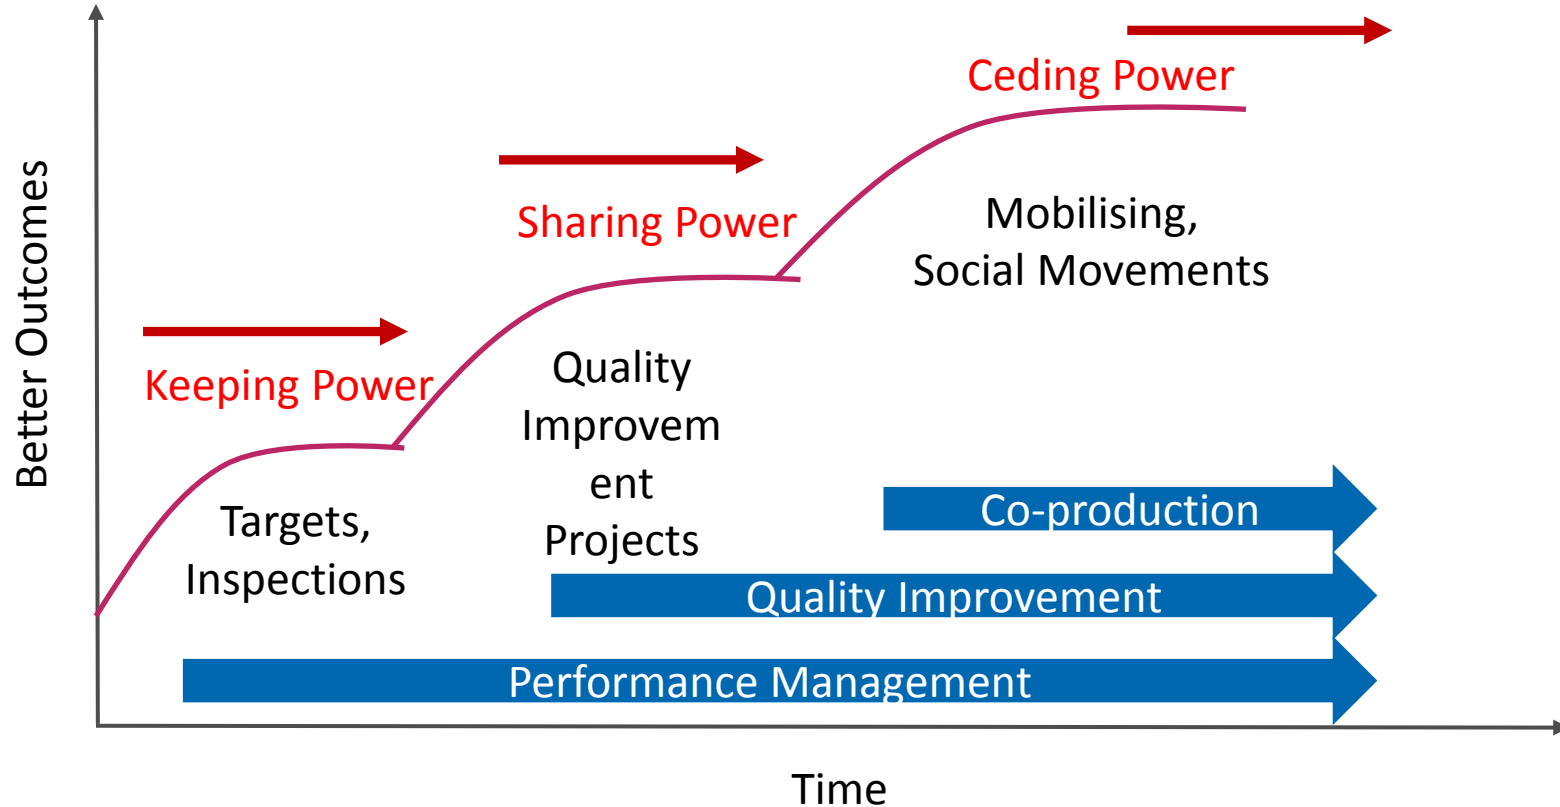 Ceding Power
Sharing Power
Mobilising,
Social Movements
Better Outcomes
Keeping Power
Quality
Improvem
ent
Projects
Targets,
Inspections
Co-production
Quality Improvement
Performance Management
Time